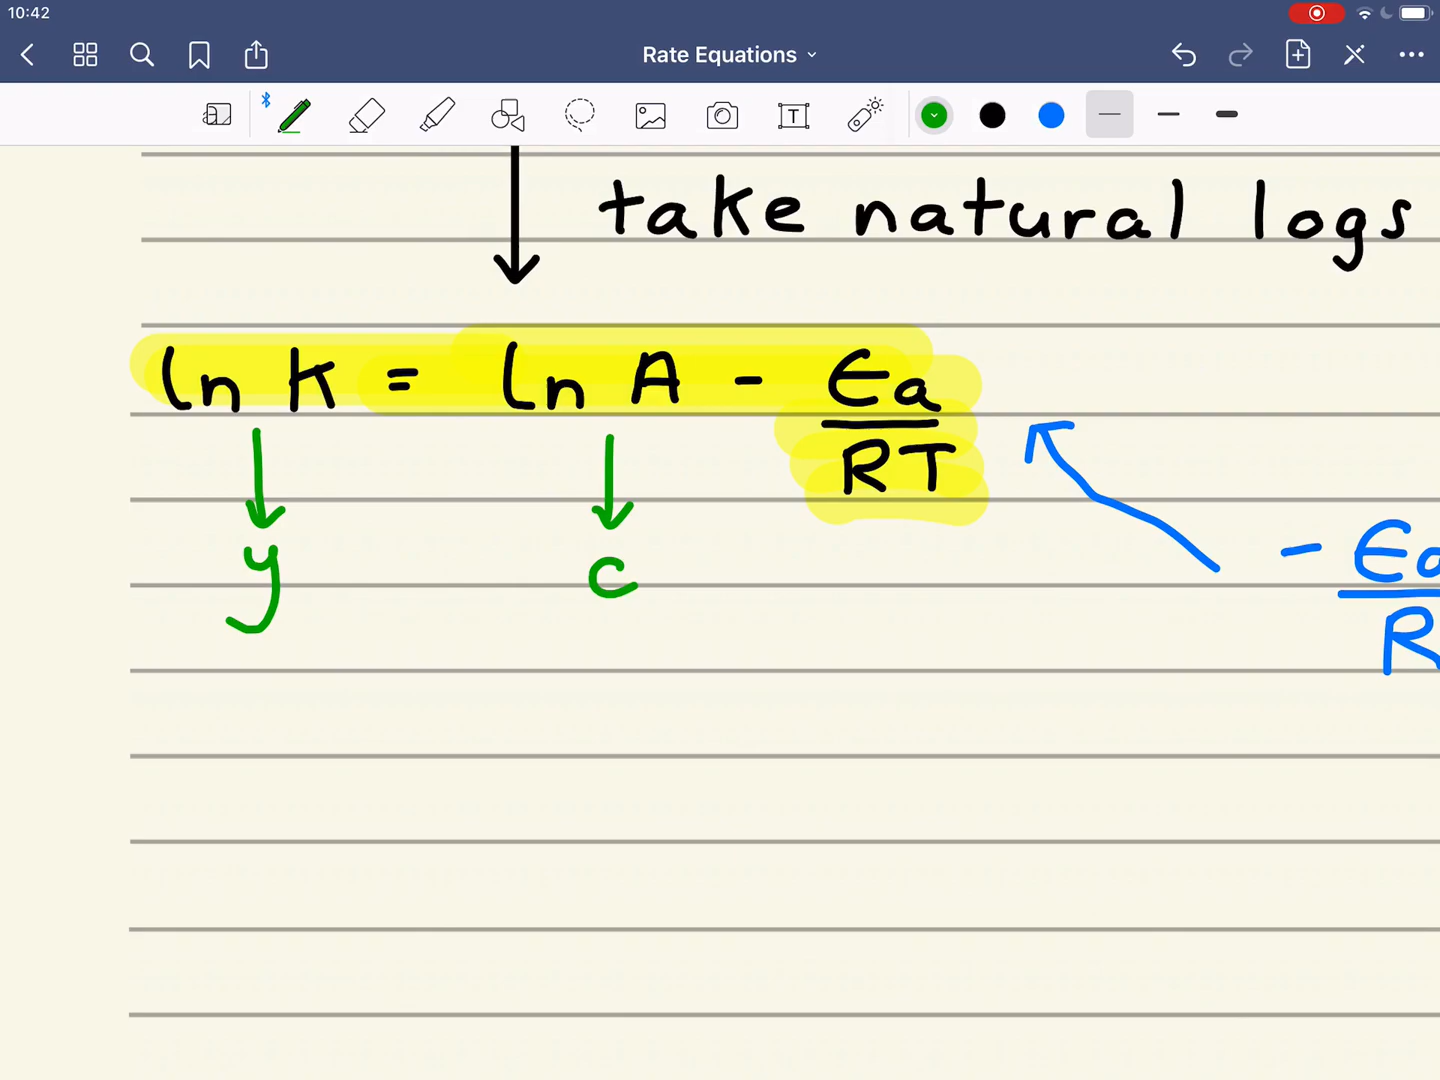 10:42
Rate Equations
T
take natural logs
ln K = ln A - Ea
RT
y c
- Ea
R